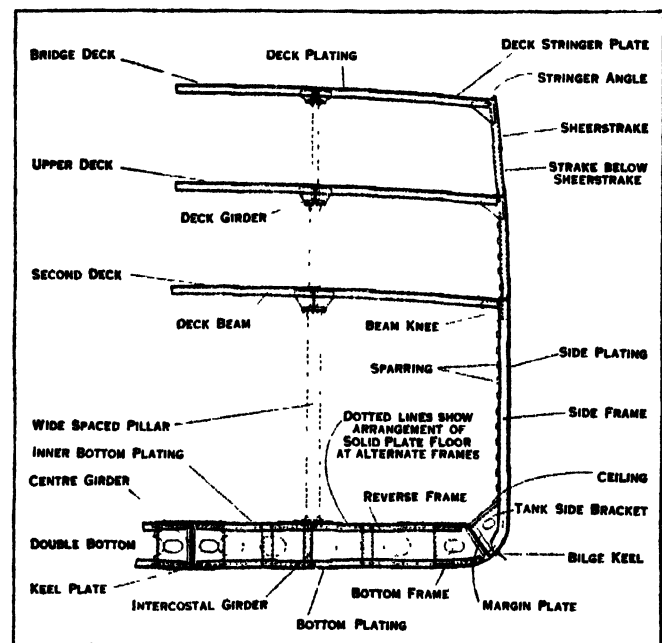 BRIDGE DECK
DECK PLATING
DECK STRINGER PLATE
STRINGER ANGLE
SHEERSTRAKE
STRAKE BELOW
SHEERSTRAKE
UPPER DECK
DECK GIRDER
SECOND DECK
DECK BEAM
BEAM KNEE
SPARRING
SIDE PLATING
SIDE FRAME
WIDE SPACED PILLAR
DOTTED LINES SHOW
ARRANGEMENT OF
SOLID PLATE FLOOR
AT ALTERNATE FRAMES
INNER BOTTOM PLATING
CENTRE GIRDER
REVERSE FRAME
CEILING
TANK SIDE BRACKET
DOUBLE BOTTOM
BILGE KEEL
KEEL PLATE
INTERCOSTAL GIRDER
BOTTOM FRAME
MARGIN PLATE
BOTTOM PLATING